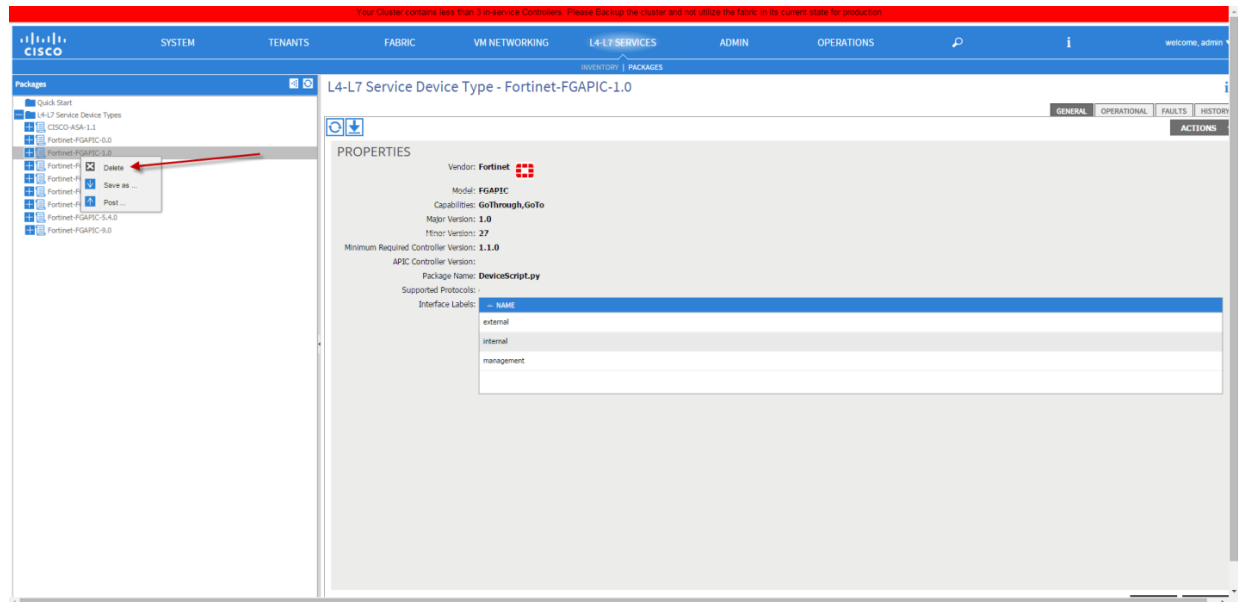 Your Cluster contains less than 3 in-service Controllers. Please Backup the cluster and not utilize the fabric in its current state for production.
CISCO
SYSTEM TENANTS FABRIC VM NETWORKING L4-L7 SERVICES ADMIN OPERATIONS i welcome, admin
INVENTORY | PACKAGES
Packages
Quick Start
L4-L7 Service Device Types
CISCO-ASA-1.1
Fortinet-FGAPIC-0.0
Fortinet-FGAPIC-1.0
Fortinet-F
Fortinet-F
Fortinet-F
Fortinet-F
Fortinet-FGAPIC-5.4.0
Fortinet-FGAPIC-9.0
Delete
Save as ...
Post ...
L4-L7 Service Device Type - Fortinet-FGAPIC-1.0
i
GENERAL OPERATIONAL FAULTS HISTORY
ACTIONS
PROPERTIES
Vendor: Fortinet
Model: FGAPIC
Capabilities: GoThrough,GoTo
Major Version: 1.0
Minor Version: 27
Minimum Required Controller Version: 1.1.0
APIC Controller Version:
Package Name: DeviceScript.py
Supported Protocols:
Interface Labels:
NAME
external
internal
management